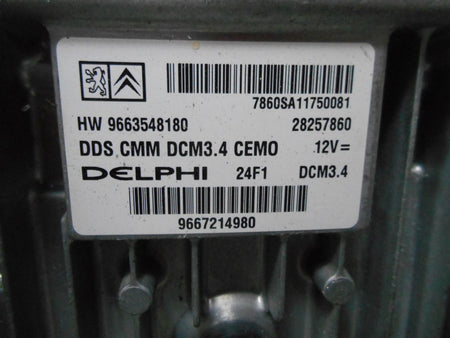 7860SA11750081
HW 9663548180 28257860
DDS CMM DCM3.4 CEMO 12V=
DELPHI 24F1 DCM3.4
9667214980